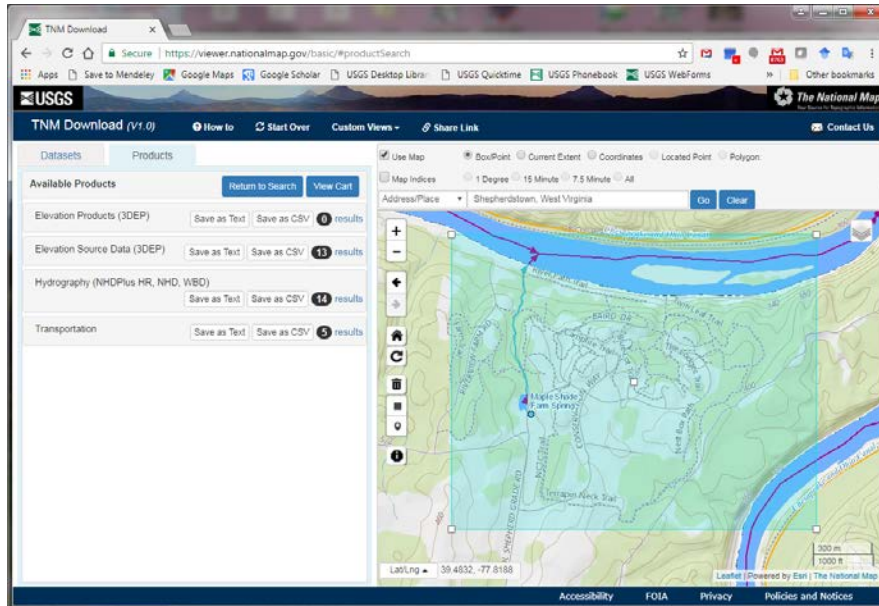 TNM Download
Secure
https://viewer.nationalmap.gov/basic/#productSearch
Apps
Save to Mendeley
Google Maps
Google Scholar
USGS Desktop Librar
USGS Quicktime
USGS Phonebook
USGS WebForms
»
Other bookmarks
USGS
The National Map
TNM Download (V1.0)
How to
Start Over
Custom Views
Share Link
Contact Us
Datasets
Products
Available Products
Return to Search
View Cart
Elevation Products (3DEP)
Save as Text
Save as CSV
0 results
Elevation Source Data (3DEP)
Save as Text
Save as CSV
13 results
Hydrography (NHDPlus HR, NHD, WBD)
Save as Text
Save as CSV
14 results
Transportation
Save as Text
Save as CSV
5 results
Use Map
Box/Point
Current Extent
Coordinates
Located Point
Polygon
Map Indices
1 Degree
15 Minute
7.5 Minute
All
Address/Place
Shepherdstown, West Virginia
Go
Clear
+
−
BAIRD DR
Maple Shade
Farm Spring
CONSERVATION WAY
Terrapin Neck Trail
SHEPHERD GRADE RD
300 m
1000 ft
Lat/Lng
39.4832, -77.8188
Leaflet | Powered by Esri | The National Map
Accessibility
FOIA
Privacy
Policies and Notices